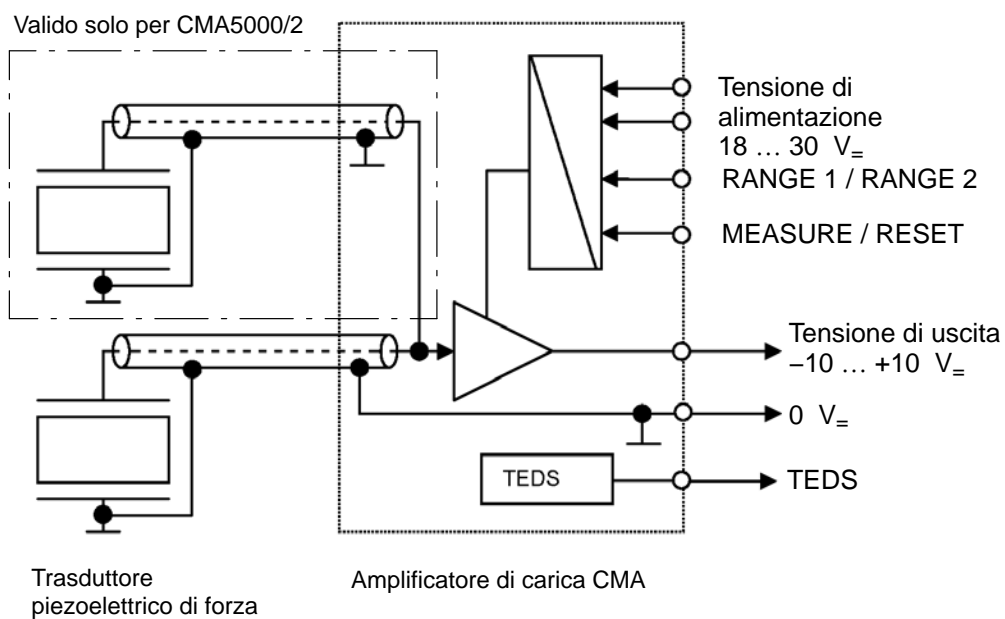 Valido solo per CMA5000/2
Tensione di
alimentazione
18 … 30 V=
RANGE 1 / RANGE 2
MEASURE / RESET
Tensione di uscita
−10 … +10 V=
0 V=
TEDS
TEDS
Trasduttore
piezoelettrico di forza
Amplificatore di carica CMA